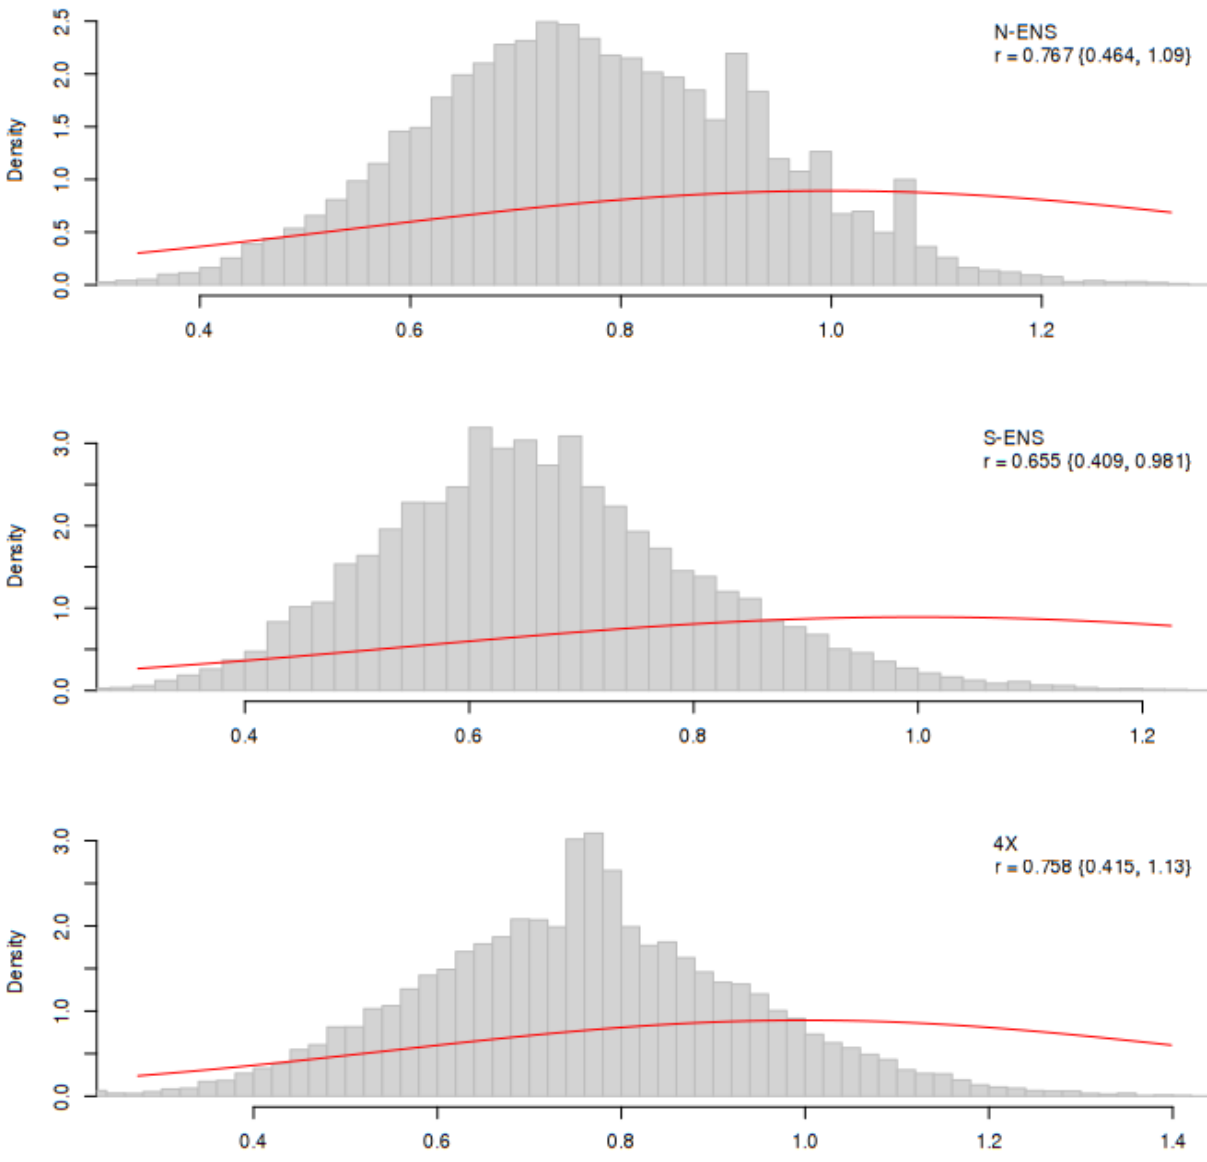 N-ENS
r = 0.767 {0.464, 1.09}
Density
0.0 0.5 1.0 1.5 2.0 2.5
0.4 0.6 0.8 1.0 1.2
S-ENS
r = 0.655 {0.409, 0.981}
Density
0.0 1.0 2.0 3.0
0.4 0.6 0.8 1.0 1.2
4X
r = 0.758 {0.415, 1.13}
Density
0.0 1.0 2.0 3.0
0.4 0.6 0.8 1.0 1.2 1.4